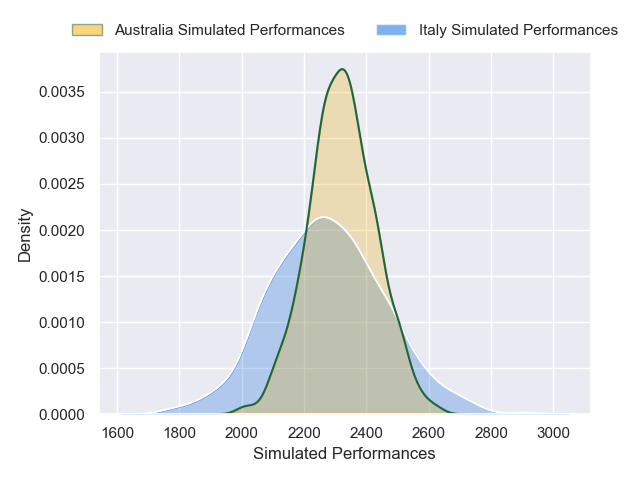 Australia Simulated Performances Italy Simulated Performances
0.0035
0.0030
0.0025
0.0020
0.0015
0.0010
0.0005
0.0000
Density
1600 1800 2000 2200 2400 2600 2800 3000
Simulated Performances